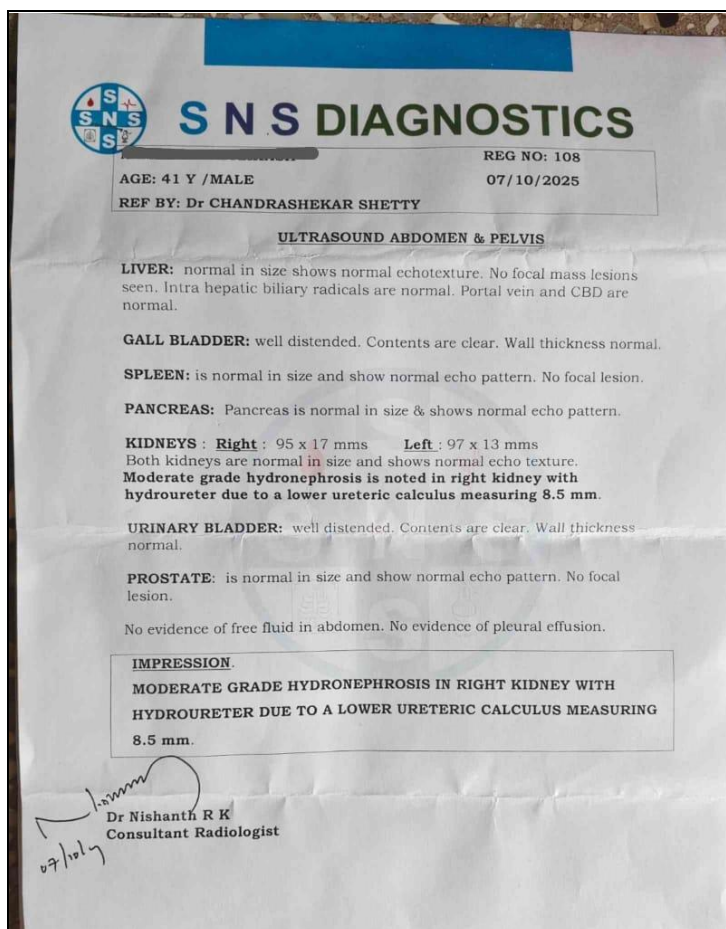 S
S N S
S
S N S DIAGNOSTICS
REG NO: 108
AGE: 41 Y /MALE
07/10/2025
REF BY: Dr CHANDRASHEKAR SHETTY
ULTRASOUND ABDOMEN & PELVIS
LIVER: normal in size shows normal echotexture. No focal mass lesions
seen. Intra hepatic biliary radicals are normal. Portal vein and CBD are
normal.
GALL BLADDER: well distended. Contents are clear. Wall thickness normal.
SPLEEN: is normal in size and show normal echo pattern. No focal lesion.
PANCREAS: Pancreas is normal in size & shows normal echo pattern.
KIDNEYS : Right : 95 x 17 mms Left : 97 x 13 mms
Both kidneys are normal in size and shows normal echo texture.
Moderate grade hydronephrosis is noted in right kidney with
hydroureter due to a lower ureteric calculus measuring 8.5 mm.
URINARY BLADDER: well distended. Contents are clear. Wall thickness
normal.
PROSTATE: is normal in size and show normal echo pattern. No focal
lesion.
No evidence of free fluid in abdomen. No evidence of pleural effusion.
IMPRESSION.
MODERATE GRADE HYDRONEPHROSIS IN RIGHT KIDNEY WITH
HYDROURETER DUE TO A LOWER URETERIC CALCULUS MEASURING
8.5 mm.
Dr Nishanth R K
Consultant Radiologist